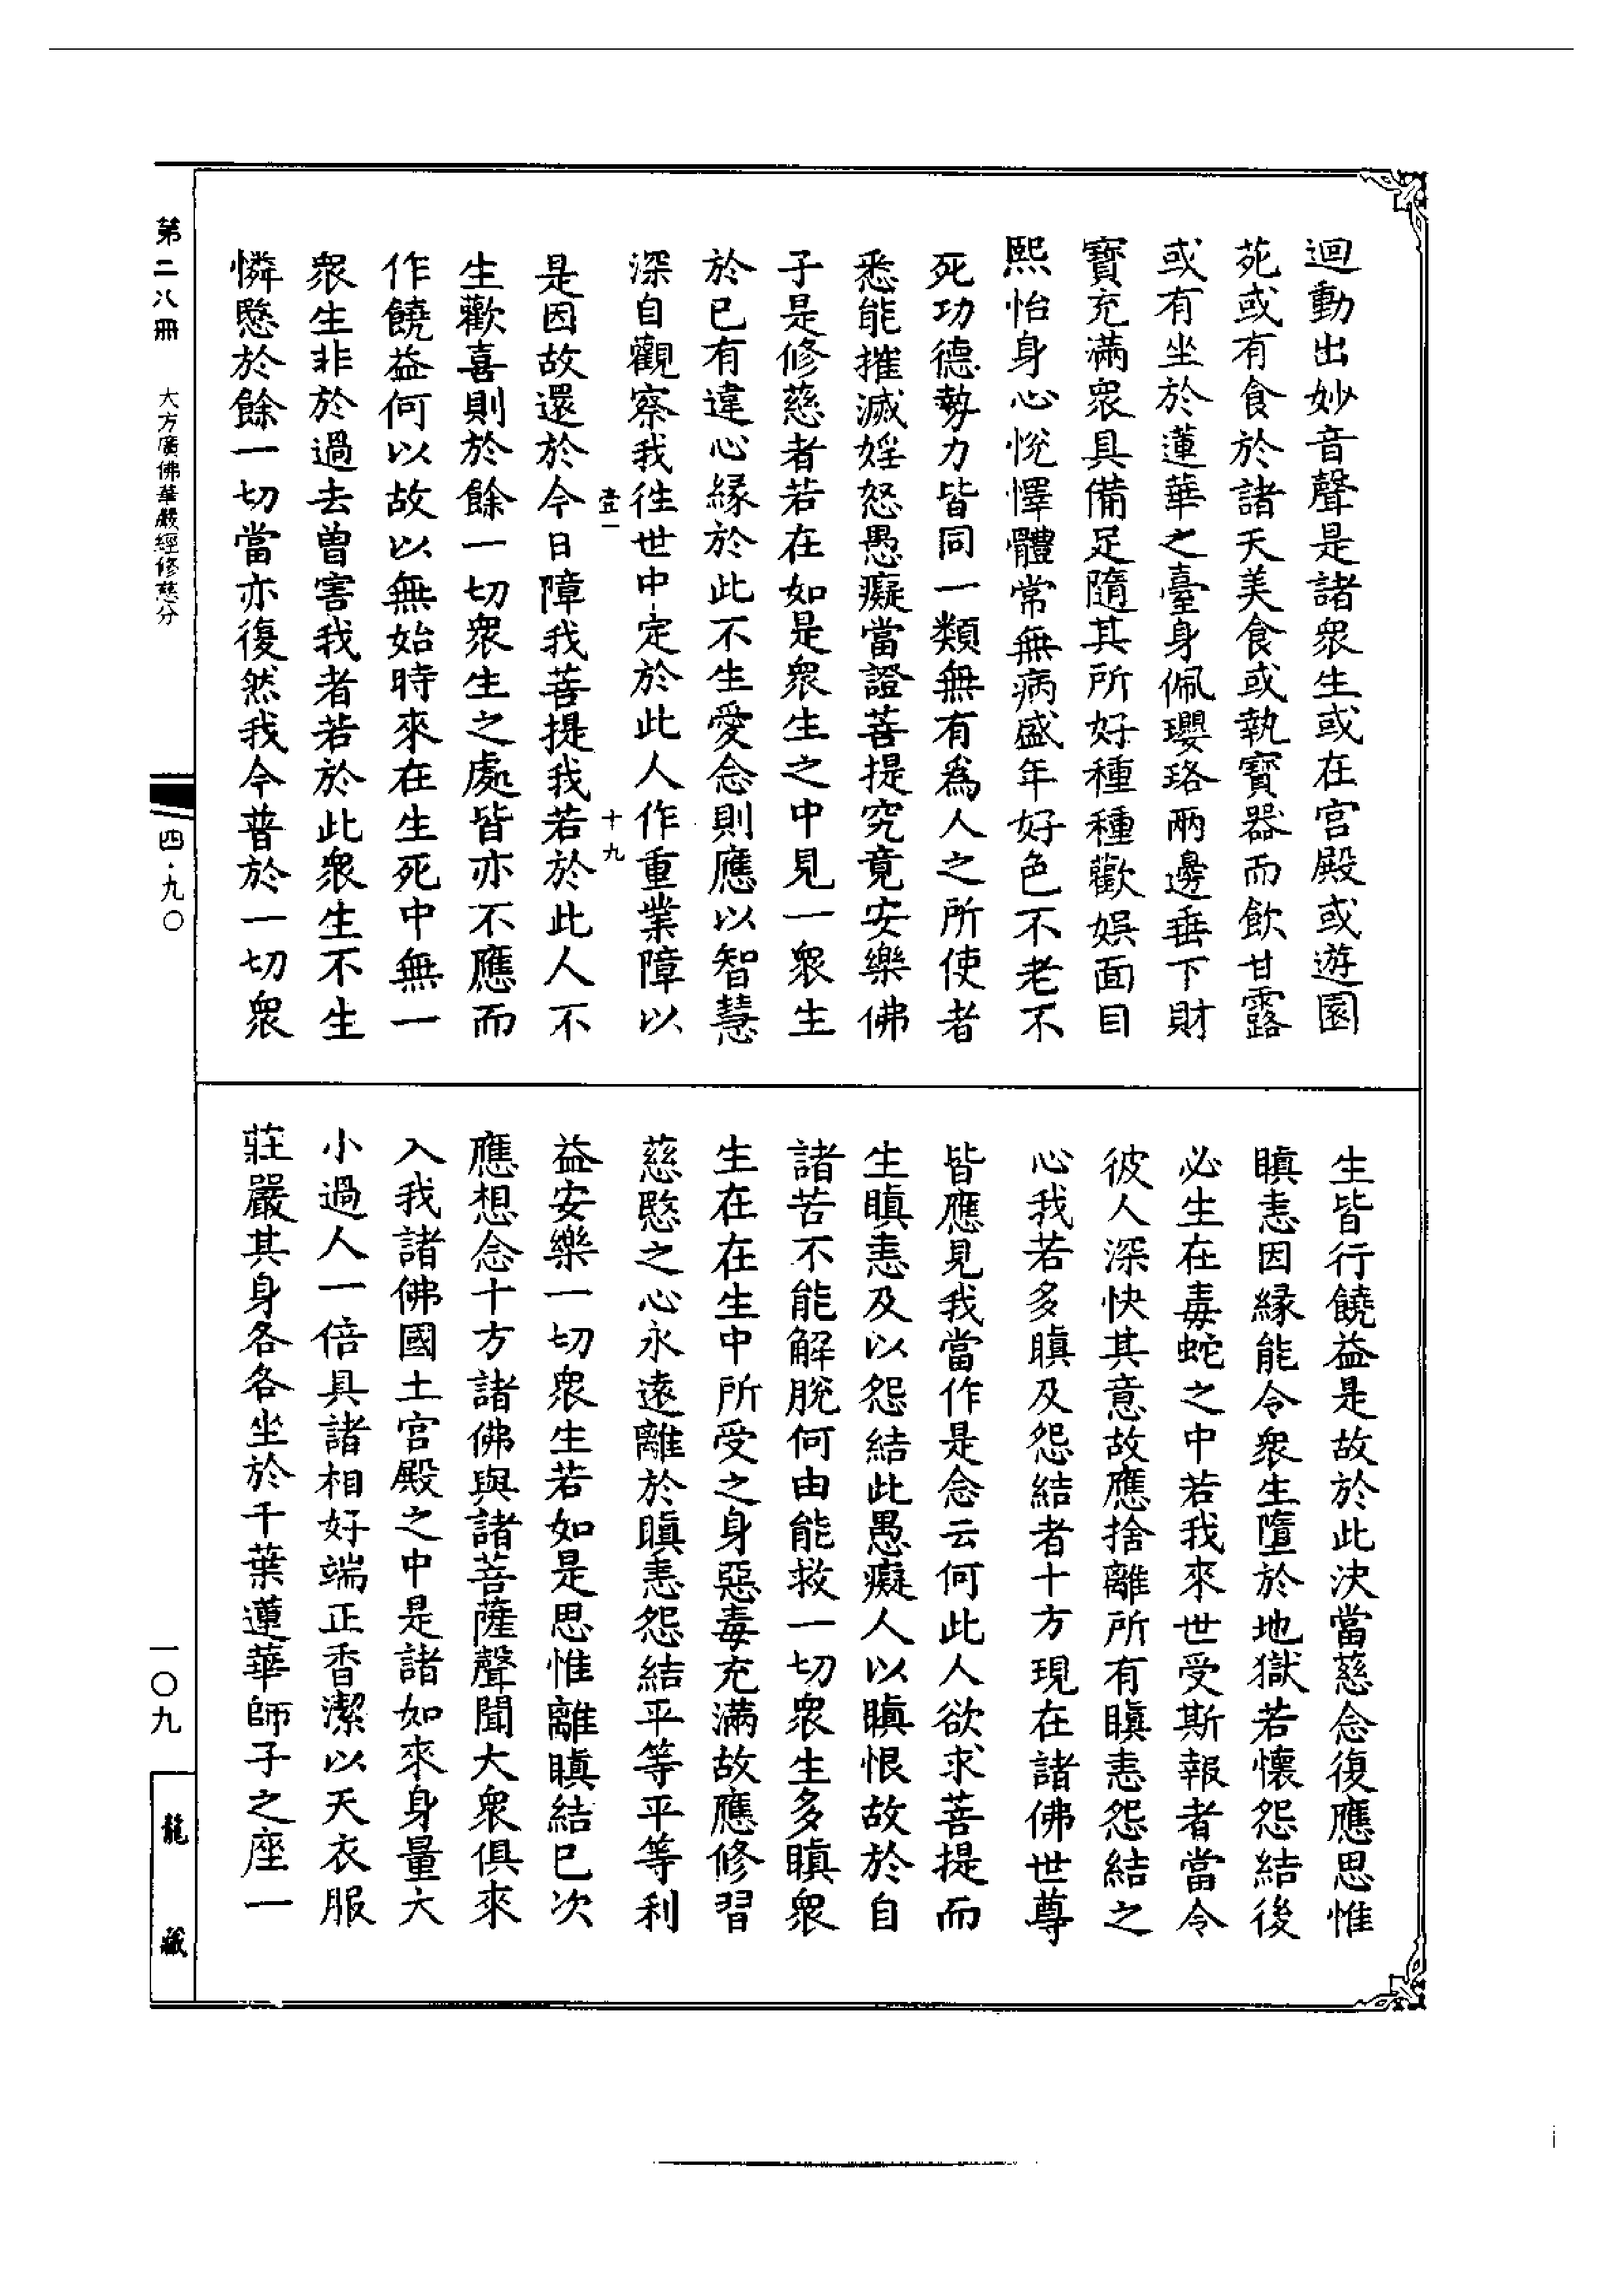 迴動出妙音聲是諸衆生或在宮殿或遊園
苑或有食於諸天美食或執寶器而飲甘露
或有坐於蓮華之臺身佩瓔珞兩邊垂下財
寶充滿衆具備足隨其所好種種歡娛面目
熙怡身心悅懌體常無病盛年好色不老不
死功德勢力皆同一類無有爲人之所使者
悉能摧滅婬怒愚癡當證菩提究竟安樂佛
子是修慈者若在如是衆生之中見一衆生
於已有違心緣於此不生愛念則應以智慧
深自觀察我徃世中定於此人作重業障以
壹一 十九
是因故還於今日障我菩提我若於此人不
生歡喜則於餘一切衆生之處皆亦不應而
作饒益何以故以無始時來在生死中無一
衆生非於過去曾害我者若於此衆生不生
憐愍於餘一切當亦復然我今普於一切衆
生皆行饒益是故於此決當慈念復應思惟
瞋恚因緣能令衆生墮於地獄若懷怨結後
必生在毒蛇之中若我來世受斯報者當令
彼人深快其意故應捨離所有瞋恚怨結之
心我若多瞋及怨結者十方現在諸佛世尊
皆應見我當作是念云何此人欲求菩提而
生瞋恚及以怨結此愚癡人以瞋恨故於自
諸苦不能解脫何由能救一切衆生多瞋衆
生在在生中所受之身惡毒充滿故應修習
慈愍之心永遠離於瞋恚怨結平等平等利
益安樂一切衆生若如是思惟離瞋結已次
應想念十方諸佛與諸菩薩聲聞大衆俱來
入我諸佛國土宮殿之中是諸如來身量大
小過人一倍具諸相好端正香潔以天衣服
莊嚴其身各各坐於千葉蓮華師子之座一
第二八冊 大方廣佛華嚴經修慈分
四·九〇
一〇九
龍藏